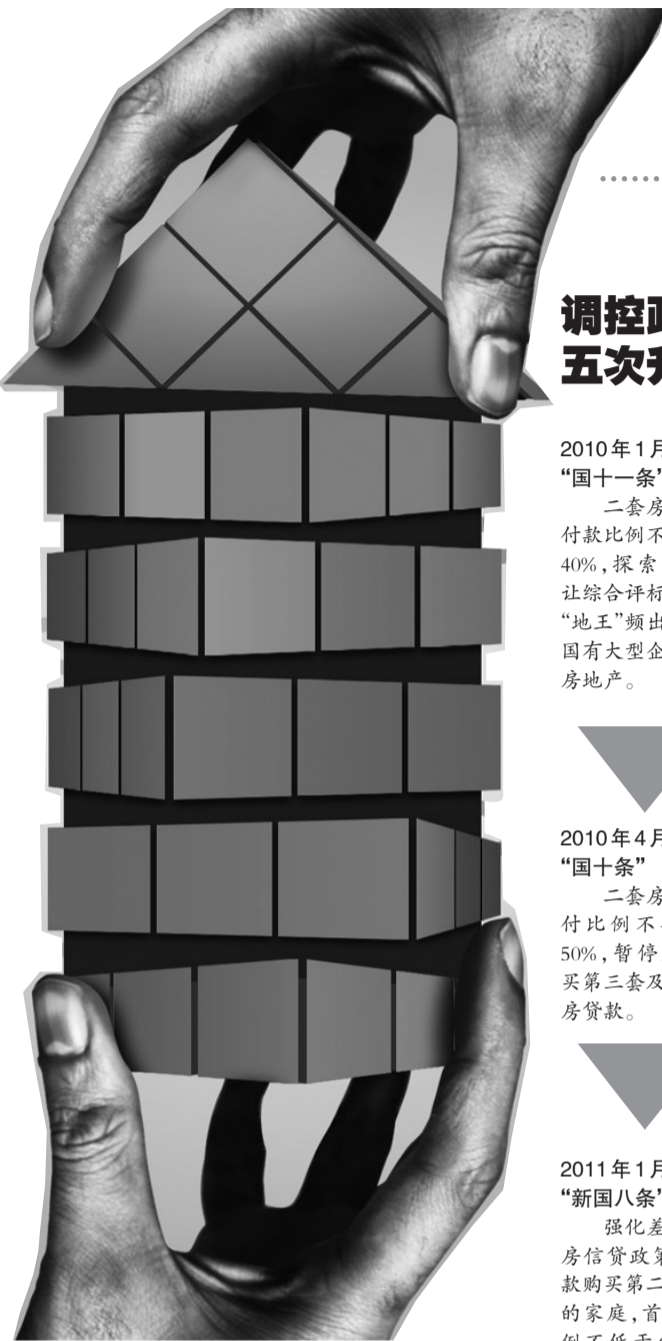 调控
五次
2010年1月
“国十一条”
二套房
付款比例不
40%，探索
让综合评标
“地王”频出
国有大型企
房地产。
2010年4月
“国十条”
二套房
付比例不
50%，暂停
买第三套及
房贷款。
2011年1月
“新国八条”
强化差
房信贷政策
款购买第二
的家庭，首
例不低于